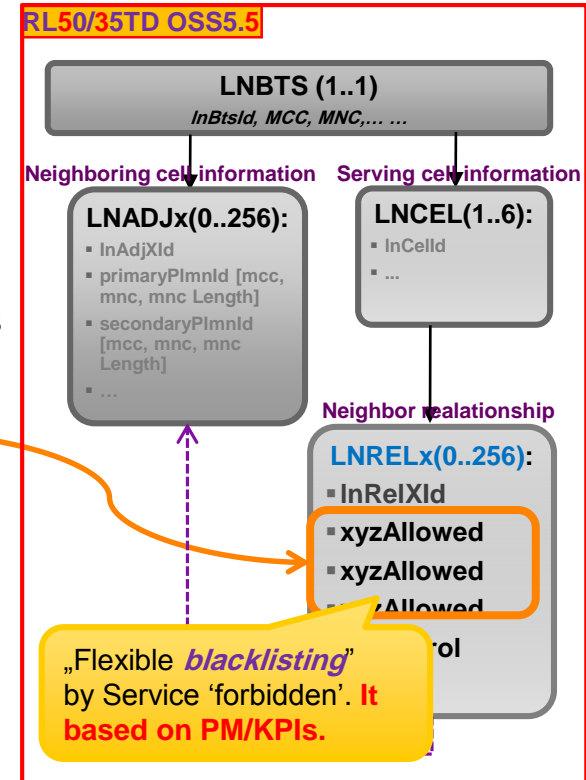 RL50/35TD OSS5.5
LNBTS (1..1)
lnBtsId, MCC, MNC,… …
Neighboring cell information
Serving cell information
LNADJx(0..256):
▪ lnAdjXId
▪ primaryPlmnId [mcc,
mnc, mnc Length]
▪ secondaryPlmnId
[mcc, mnc, mnc
Length]
▪ …
LNCEL(1..6):
▪ lnCelId
▪ ...
Neighbor realationship
LNRELx(0..256):
▪ lnRelXId
▪ xyzAllowed
▪ xyzAllowed
„Flexible blacklisting”
by Service ‘forbidden’. It
based on PM/KPIs.